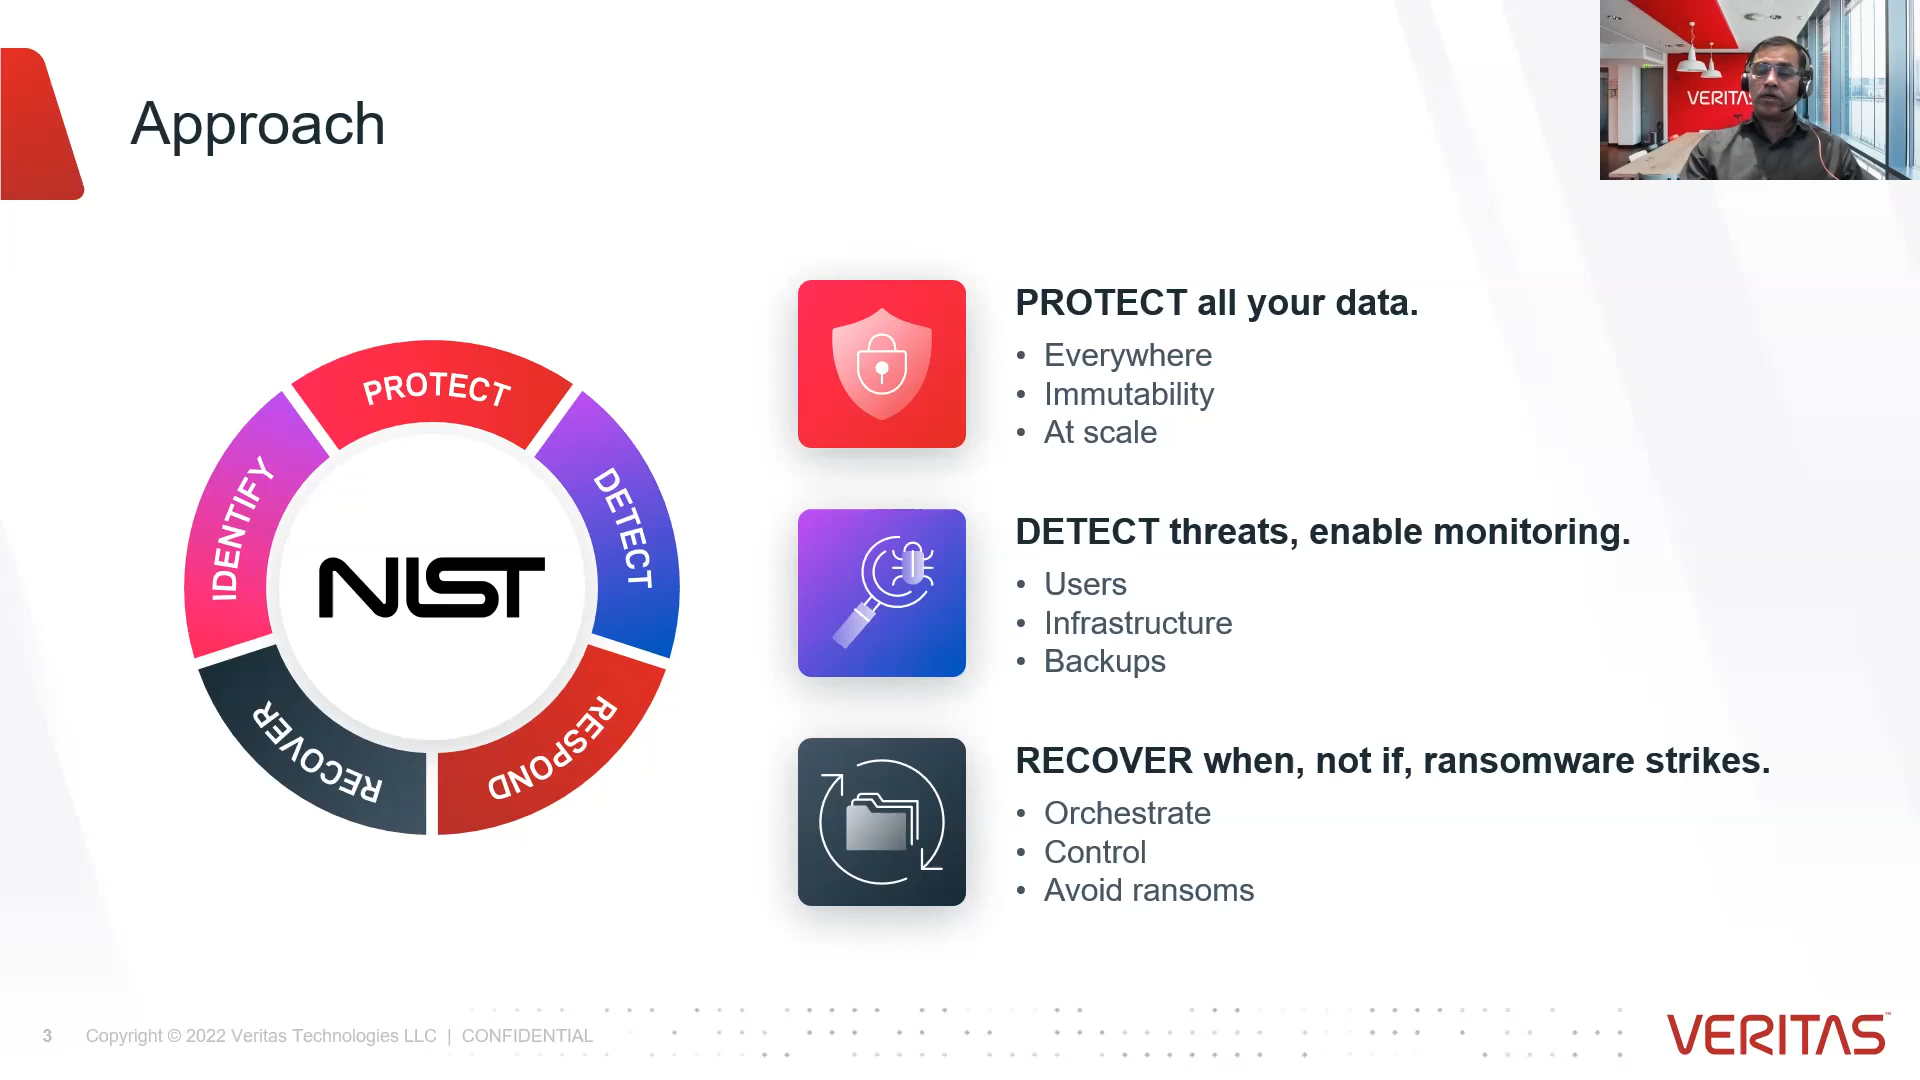 Approach
VERITAS
PROTECT
DETECT
RESPOND
RECOVER
IDENTIFY
NIST
PROTECT all your data.
• Everywhere
• Immutability
• At scale
DETECT threats, enable monitoring.
• Users
• Infrastructure
• Backups
RECOVER when, not if, ransomware strikes.
• Orchestrate
• Control
• Avoid ransoms
3 Copyright © 2022 Veritas Technologies LLC | CONFIDENTIAL
VERITAS™